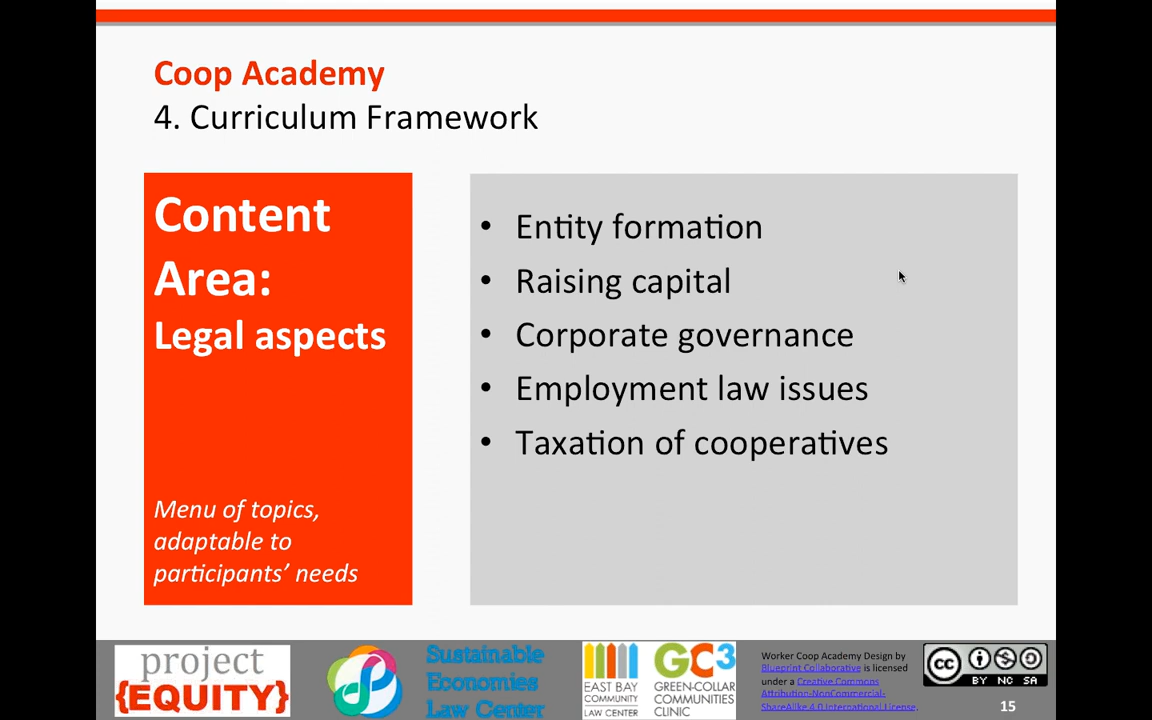 Coop Academy
4. Curriculum Framework
Content
Area:
Legal aspects
Menu of topics,
adaptable to
participants’ needs
• Entity formation
• Raising capital
• Corporate governance
• Employment law issues
• Taxation of cooperatives
project
{EQUITY}
Sustainable
Economies
Law Center
EAST BAY
COMMUNITY
LAW CENTER
GC3
GREEN-COLLAR
COMMUNITIES
CLINIC
Worker Coop Academy Design by
Blueprint Collaborative is licensed
under a Creative Commons
Attribution-NonCommercial-
ShareAlike 4.0 International License.
cc
BY NC SA
15